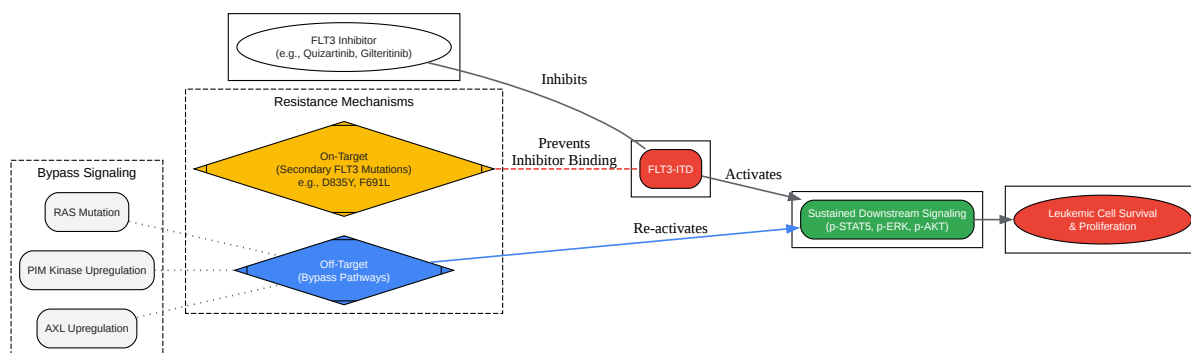 FLT3 Inhibitor
(e.g., Quizartinib, Gilteritinib)
Inhibits
Resistance Mechanisms
On-Target
(Secondary FLT3 Mutations)
e.g., D835Y, F691L
Prevents
Inhibitor Binding
FLT3-ITD
Activates
Bypass Signaling
RAS Mutation
PIM Kinase Upregulation
AXL Upregulation
Off-Target
(Bypass Pathways)
Re-activates
Sustained Downstream Signaling
(p-STAT5, p-ERK, p-AKT)
Leukemic Cell Survival
& Proliferation